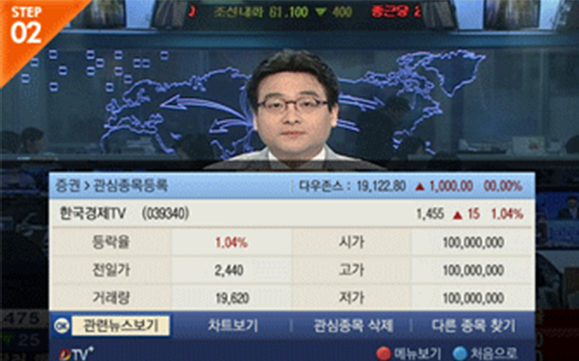 STEP
02
조선내화 61.100 ▼ 400 종근당
증권 > 관심종목등록 다우존스 : 19,122.80 ▲ 1,000.00 00.00%
한국경제TV (039340) 1,455 ▲ 15 1.04%
등락율 1.04% 시가 100,000,000
전일가 2,440 고가 100,000,000
거래량 19,620 저가 100,000,000
OK 관련뉴스보기 차트보기 관심종목 삭제 다른 종목 찾기
475
25
TV+ 메뉴보기 처음으로